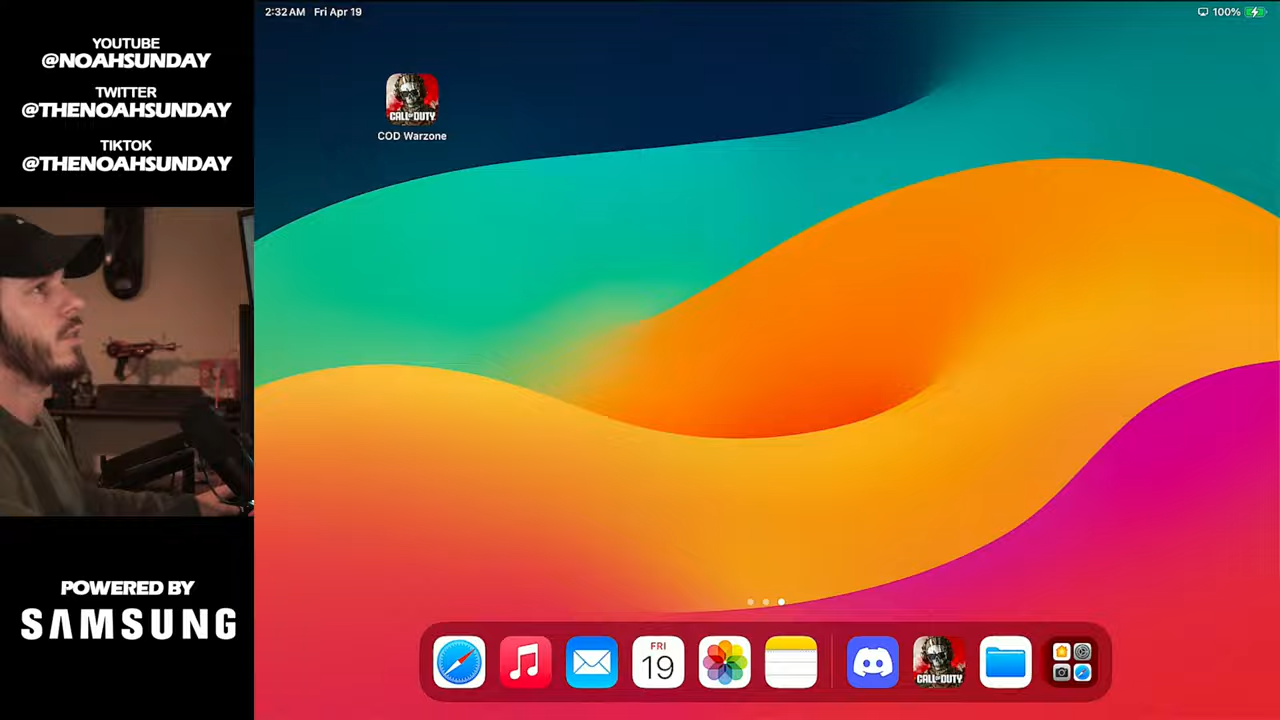 YOUTUBE
@NOAHSUNDAY
TWITTER
@THENOAHSUNDAY
TIKTOK
@THENOAHSUNDAY
POWERED BY
SAMSUNG
2:32 AM Fri Apr 19
100%
CALL OF DUTY
COD Warzone
FRI
19
CALL OF DUTY